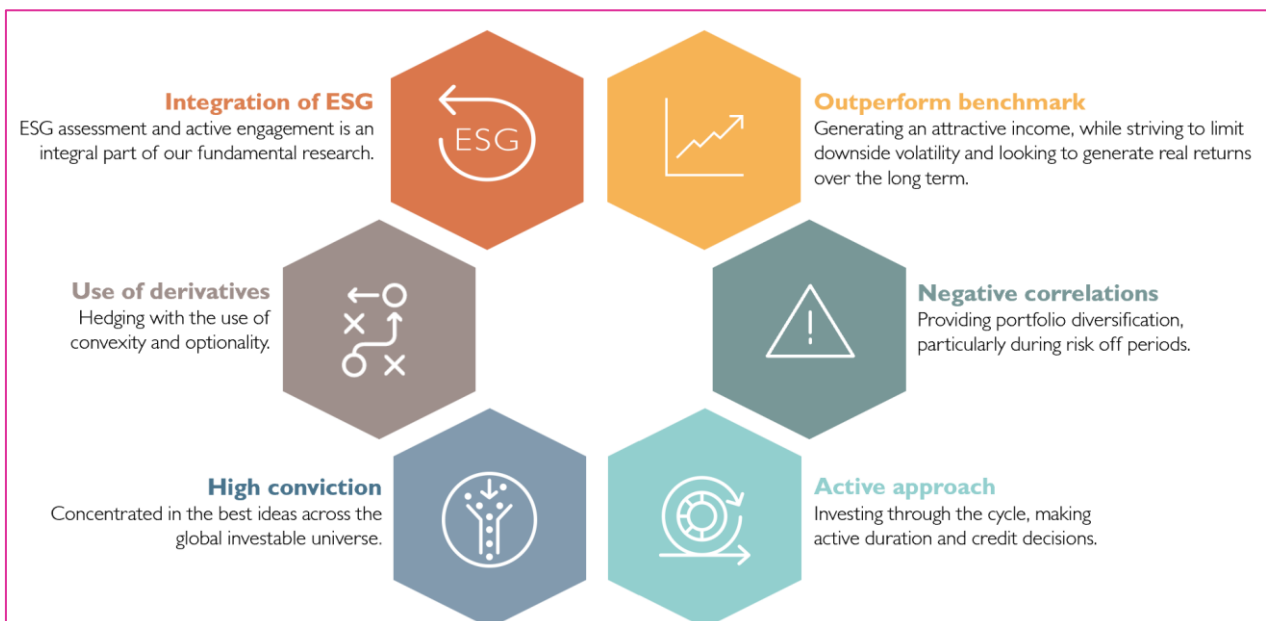 Integration of ESG
ESG assessment and active engagement is an
integral part of our fundamental research.
ESG
Outperform benchmark
Generating an attractive income, while striving to limit
downside volatility and looking to generate real returns
over the long term.
Use of derivatives
Hedging with the use of
convexity and optionality.
Negative correlations
Providing portfolio diversification,
particularly during risk off periods.
High conviction
Concentrated in the best ideas across the
global investable universe.
Active approach
Investing through the cycle, making
active duration and credit decisions.